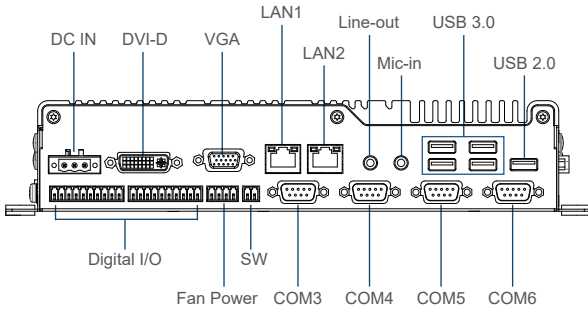 LAN1
Line-out
USB 3.0
DC IN
DVI-D
VGA
LAN2
Mic-in
USB 2.0
Digital I/O
SW
Fan Power
COM3
COM4
COM5
COM6